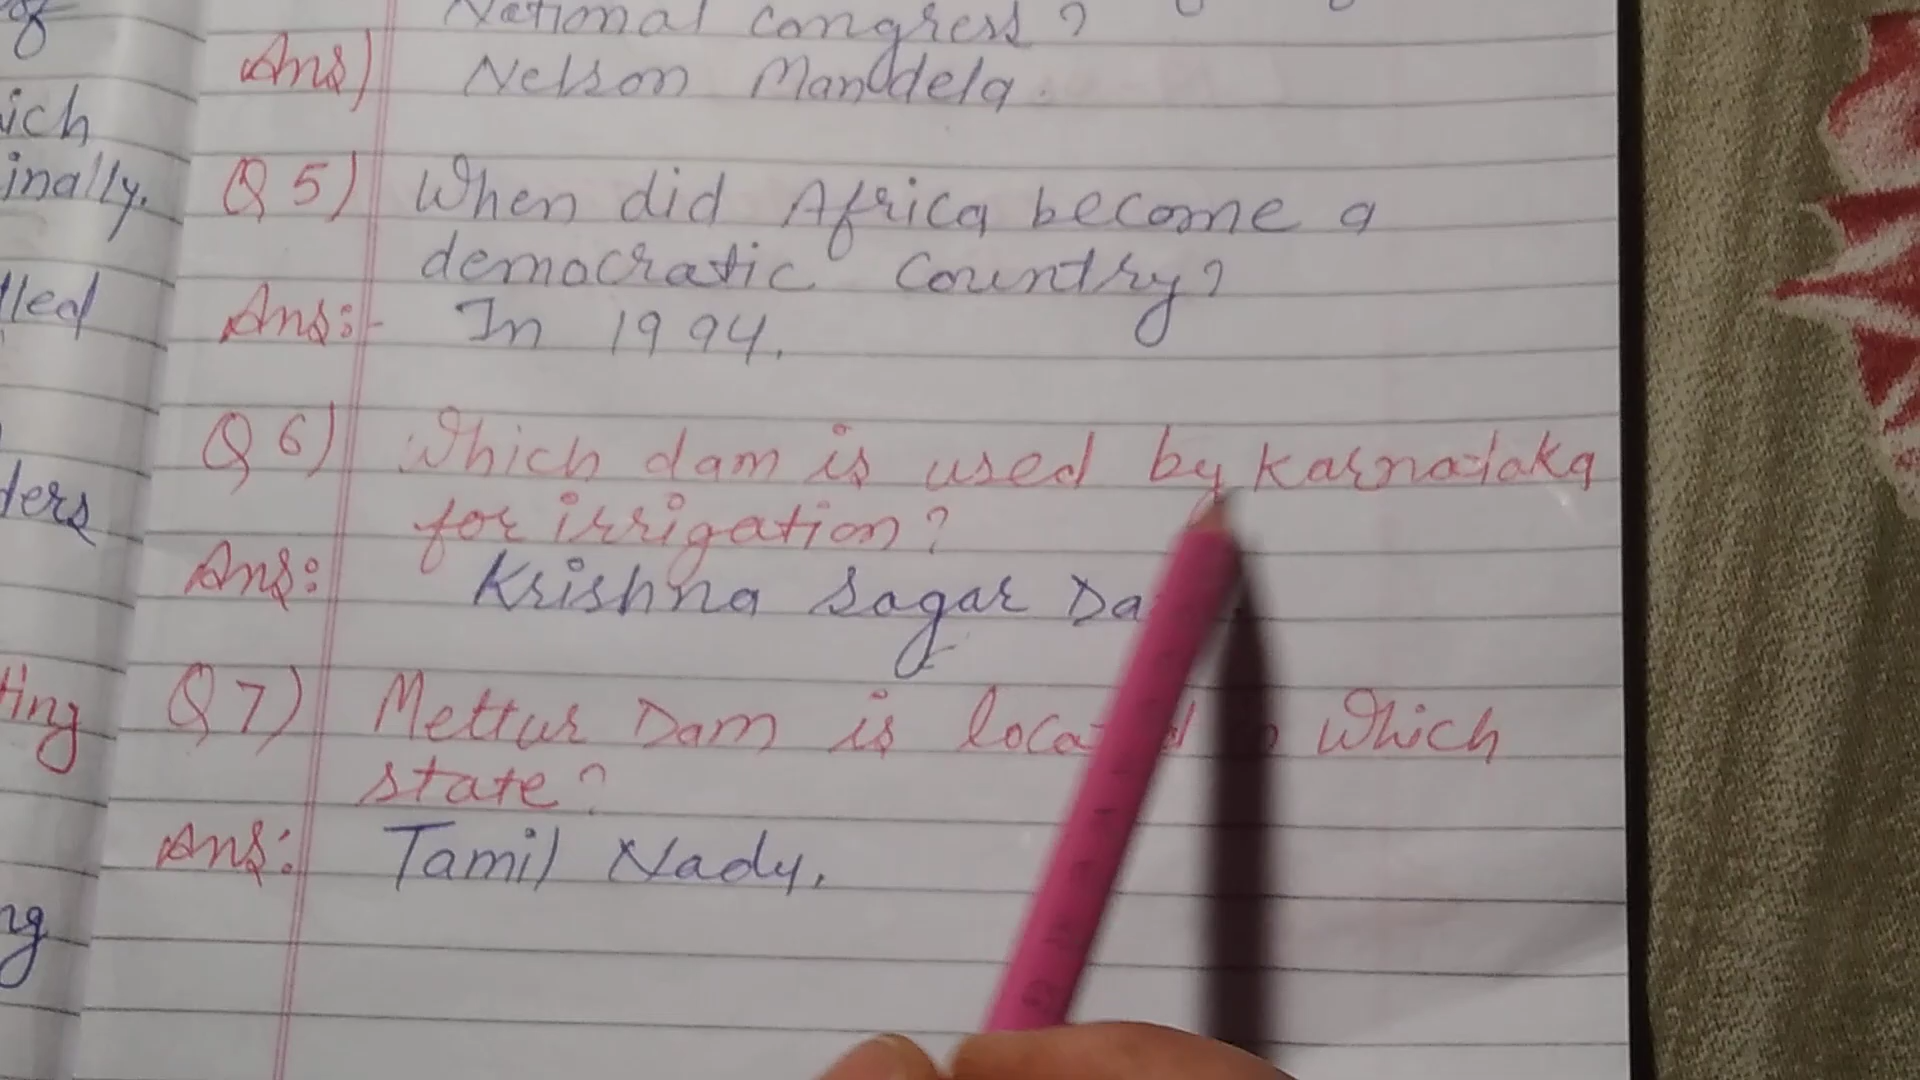 of
ich
inally.
lled
ders
ting
ng
National Congress?
Ans) Nelson Mandela.
Q5) When did Africa become a
democratic Country?
Ans:- In 1994.
Q6) Which dam is used by Karnataka
for irrigation?
Ans: Krishna Sagar Da
Q7) Mettur Dam is Which
state?
Ans: Tamil Nadu.